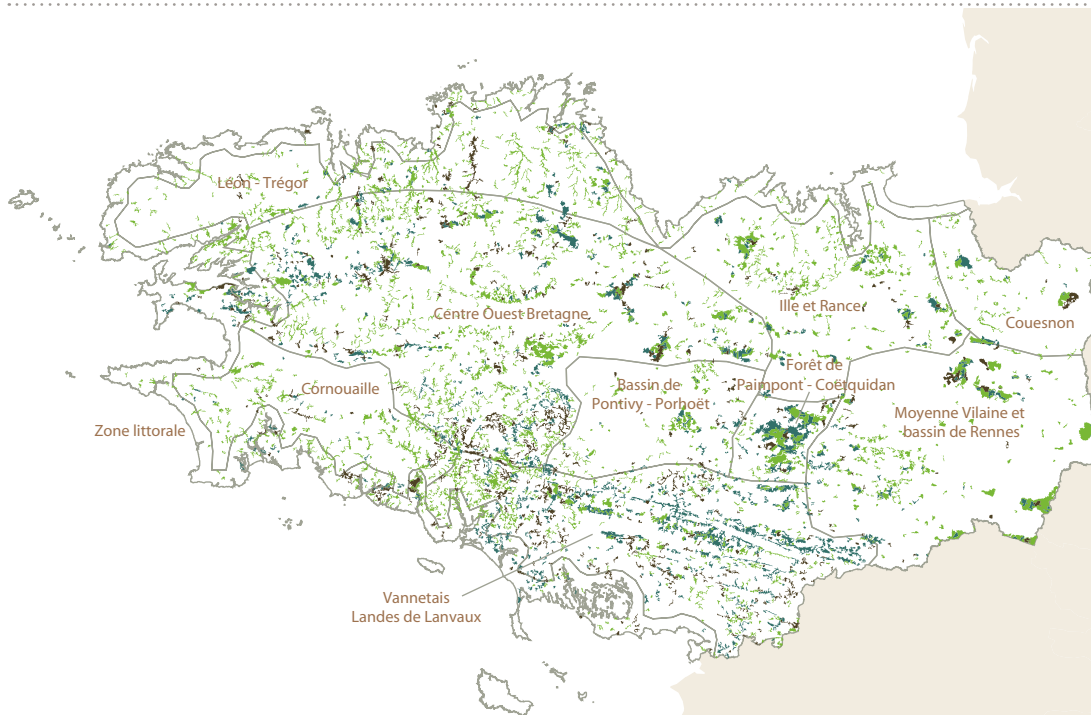 Léon - Trégor
Ille et Rance
Centre Ouest Bretagne
Couesnon
Forêt de
Paimpont - Coëtquidan
Cornouaille
Bassin de
Pontivy - Porhoët
Moyenne Vilaine et
bassin de Rennes
Zone littorale
Vannetais
Landes de Lanvaux